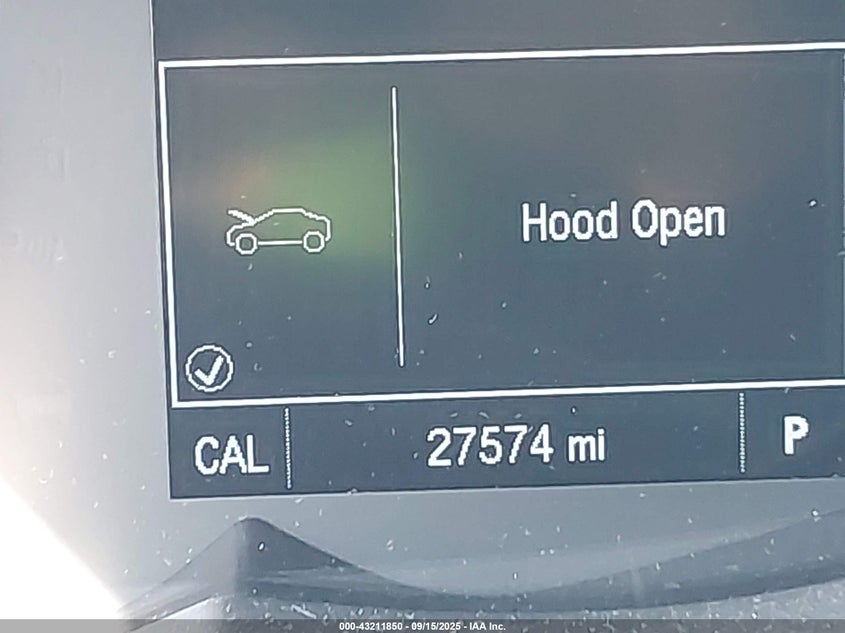 Hood Open
CAL
27574 mi
P
000-43211850 - 09/15/2025 - IAA Inc.